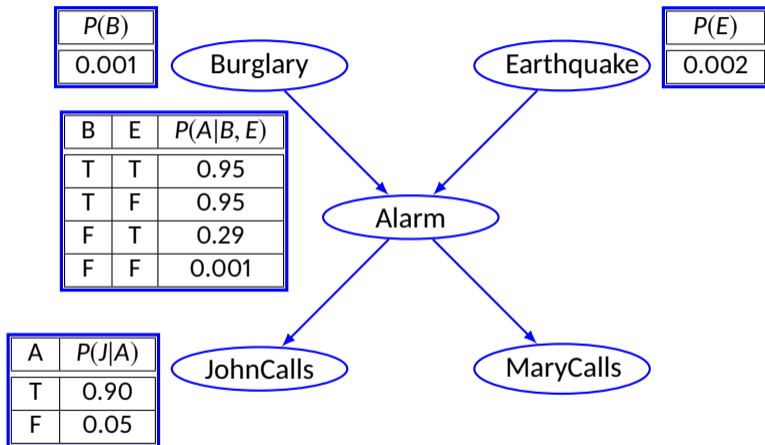 P(B)
0.001
Burglary
Earthquake
P(E)
0.002
B E P(A|B, E)
T T 0.95
T F 0.95
F T 0.29
F F 0.001
Alarm
A P(J|A)
T 0.90
F 0.05
JohnCalls
MaryCalls